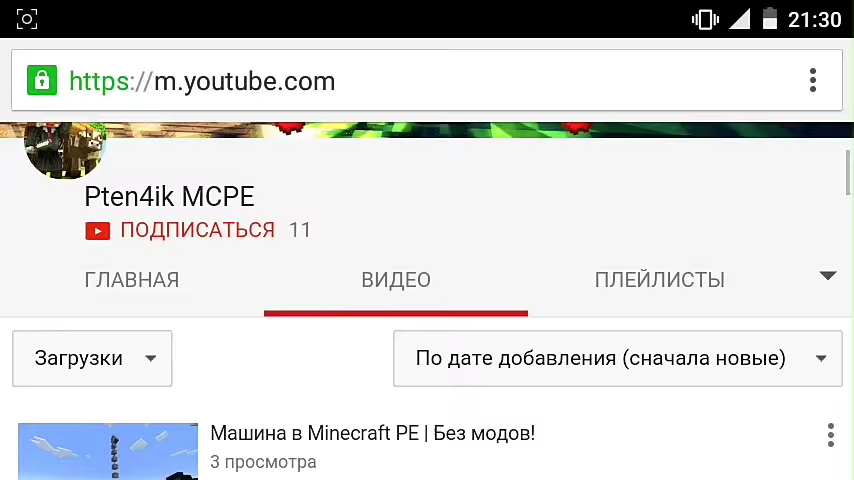 21:30
https://m.youtube.com
Pten4ik MCPE
ПОДПИСАТЬСЯ 11
ГЛАВНАЯ ВИДЕО ПЛЕЙЛИСТЫ
Загрузки По дате добавления (сначала новые)
Машина в Minecraft PE | Без модов!
3 просмотра